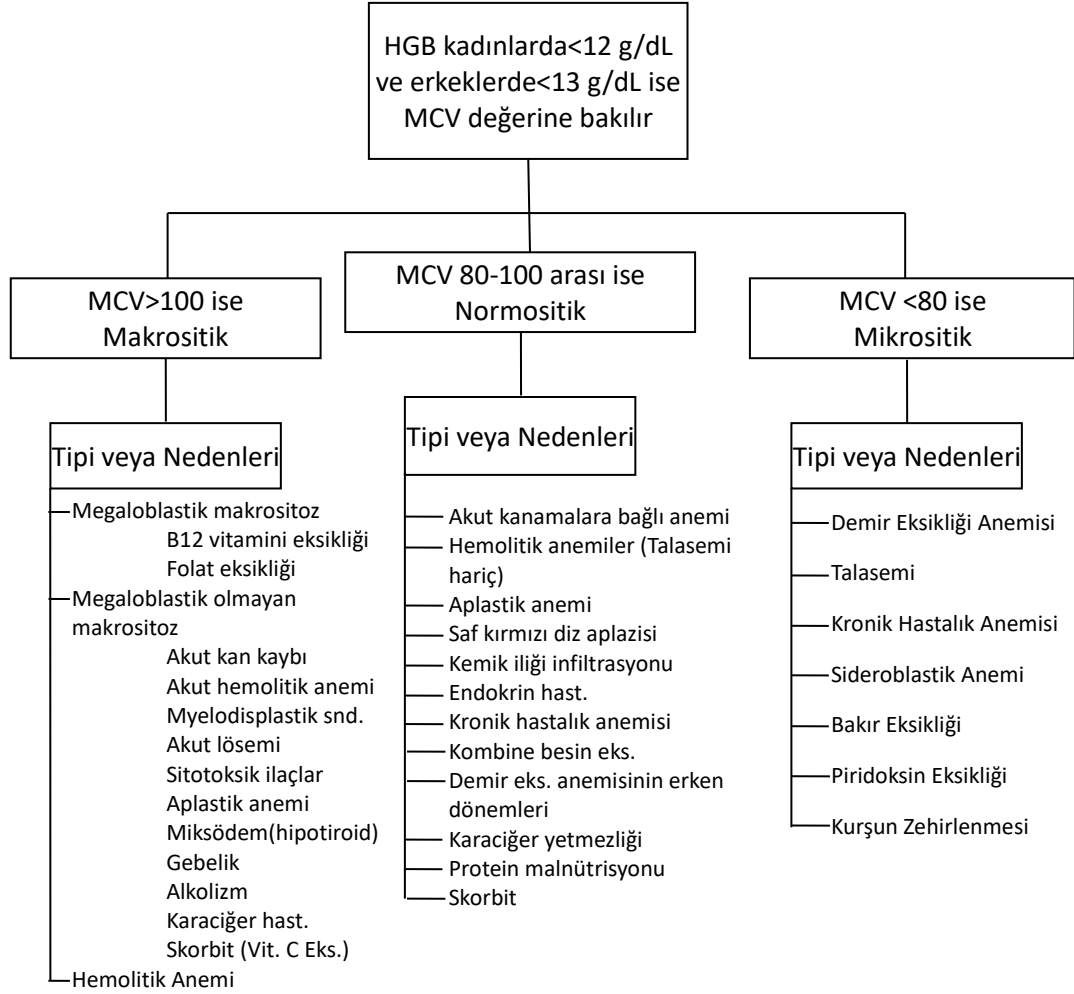 HGB kadınlarda<12 g/dL
ve erkeklerde<13 g/dL ise
MCV değerine bakılır
MCV>100 ise
Makrositik
MCV 80-100 arası ise
Normositik
MCV <80 ise
Mikrositik
Tipi veya Nedenleri
Megaloblastik makrositoz
B12 vitamini eksikliği
Folat eksikliği
Megaloblastik olmayan
makrositoz
Akut kan kaybı
Akut hemolitik anemi
Myelodisplastik snd.
Akut lösemi
Sitotoksik ilaçlar
Aplastik anemi
Miksödem(hipotiroid)
Gebelik
Alkolizm
Karaciğer hast.
Skorbit (Vit. C Eks.)
Hemolitik Anemi
Tipi veya Nedenleri
Akut kanamalara bağlı anemi
Hemolitik anemiler (Talasemi
hariç)
Aplastik anemi
Saf kırmızı diz aplazisi
Kemik iliği infiltrasyonu
Endokrin hast.
Kronik hastalık anemisi
Kombine besin eks.
Demir eks. anemisinin erken
dönemleri
Karaciğer yetmezliği
Protein malnütrisyonu
Skorbit
Tipi veya Nedenleri
Demir Eksikliği Anemisi
Talasemi
Kronik Hastalık Anemisi
Sideroblastik Anemi
Bakır Eksikliği
Piridoksin Eksikliği
Kurşun Zehirlenmesi